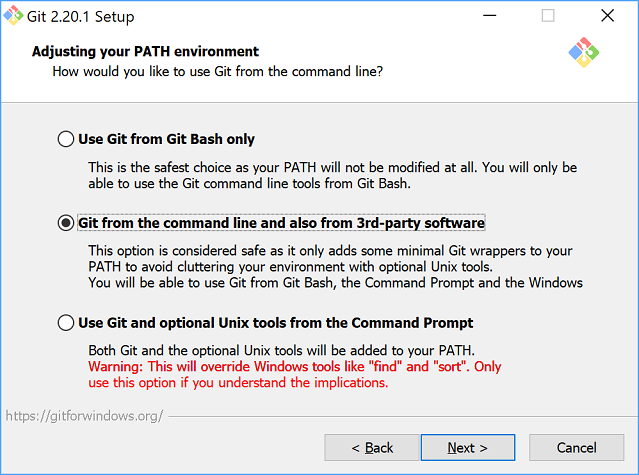 Git 2.20.1 Setup
Adjusting your PATH environment
How would you like to use Git from the command line?
Use Git from Git Bash only
This is the safest choice as your PATH will not be modified at all. You will only be
able to use the Git command line tools from Git Bash.
Git from the command line and also from 3rd-party software
This option is considered safe as it only adds some minimal Git wrappers to your
PATH to avoid cluttering your environment with optional Unix tools.
You will be able to use Git from Git Bash, the Command Prompt and the Windows
Use Git and optional Unix tools from the Command Prompt
Both Git and the optional Unix tools will be added to your PATH.
Warning: This will override Windows tools like "find" and "sort". Only
use this option if you understand the implications.
https://gitforwindows.org/
< Back
Next >
Cancel